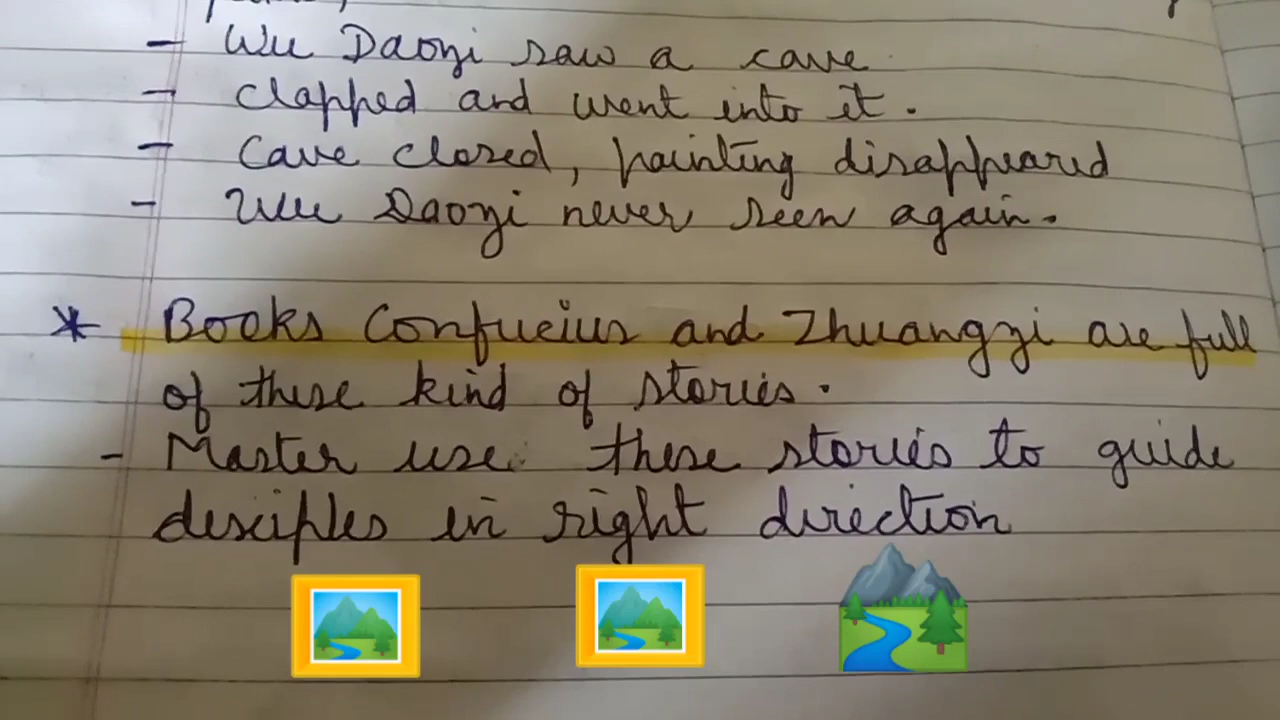 - Wu Daozi saw a cave
- Clapped and went into it.
- Cave closed, painting disappeared
- Wu Daozi never seen again.
* Books Confucius and Zhuangzi are full
of these kind of stories.
- Master use these stories to guide
desciples in right direction